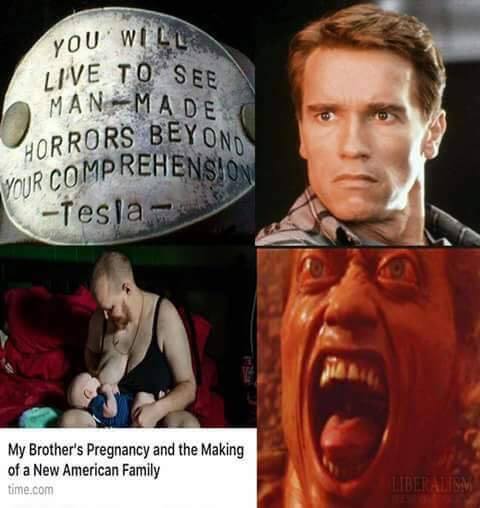 YOU WILL
LIVE TO SEE
MAN-MADE
HORRORS BEYOND
YOUR COMPREHENSION
-Tesla-
My Brother's Pregnancy and the Making
of a New American Family
time.com
LIBERALISM